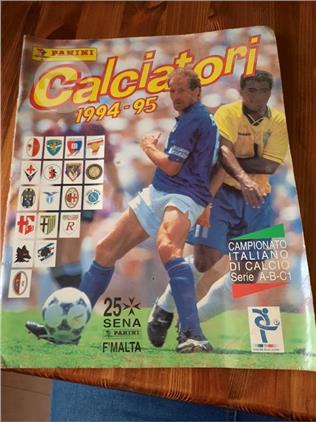 PANINI
Calciatori
1994-95
CAMPIONATO
ITALIANO
DI CALCIO
Serie A-B-C1
25
SENA
PANINI
F'MALTA